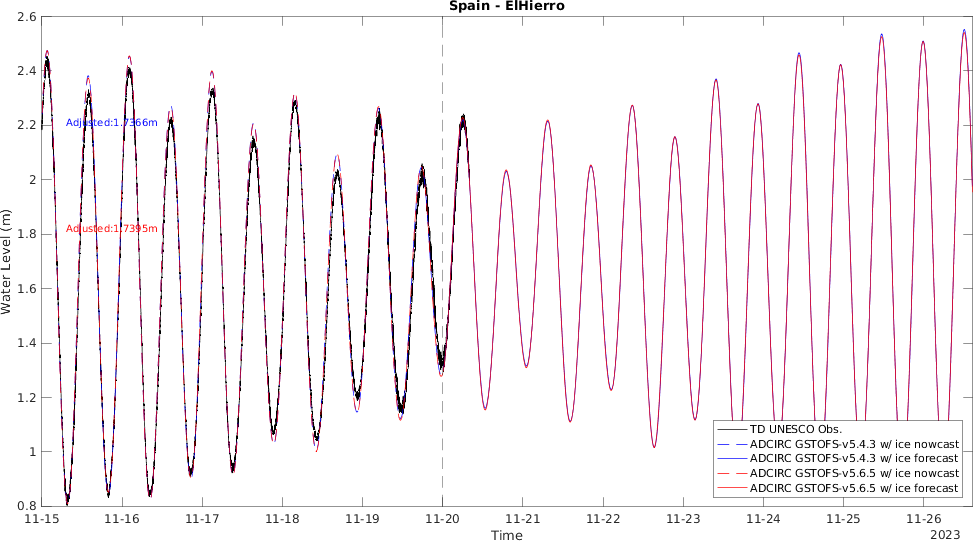 Spain - ElHierro
2.6
2.4
2.2
2
1.8
1.6
1.4
1.2
1
0.8
Water Level (m)
Adjusted:1.7366m
Adjusted:1.7395m
TD UNESCO Obs.
ADCIRC GSTOFS-v5.4.3 w/ ice nowcast
ADCIRC GSTOFS-v5.4.3 w/ ice forecast
ADCIRC GSTOFS-v5.6.5 w/ ice nowcast
ADCIRC GSTOFS-v5.6.5 w/ ice forecast
11-15 11-16 11-17 11-18 11-19 11-20 11-21 11-22 11-23 11-24 11-25 11-26
Time
2023